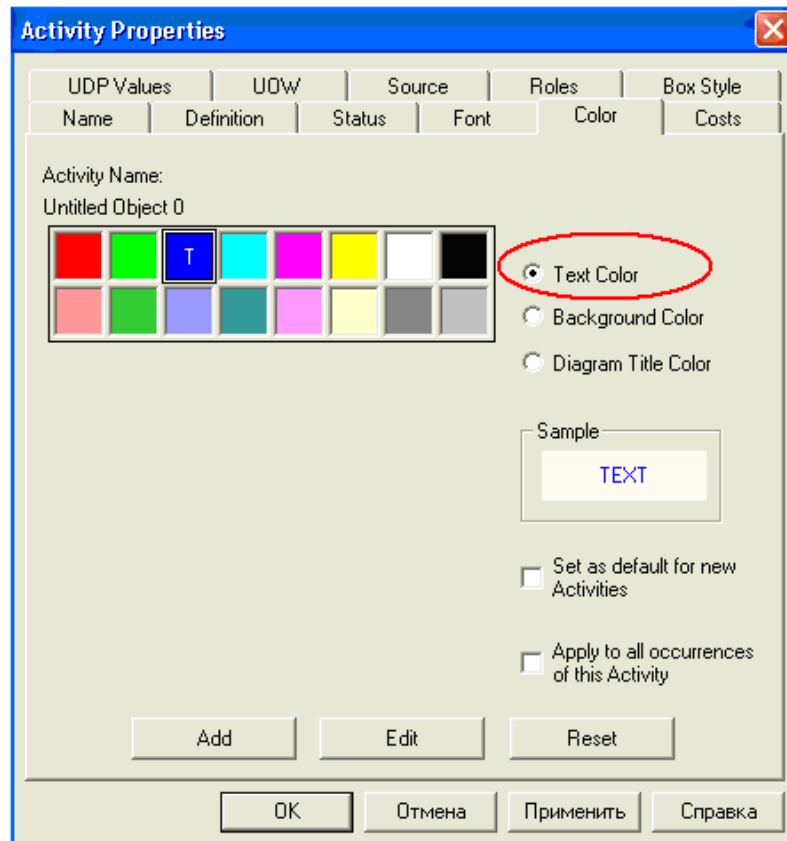 Activity Properties
UDP Values UOW Source Roles Box Style
Name Definition Status Font Color Costs
Activity Name:
Untitled Object 0
T
Text Color
Background Color
Diagram Title Color
Sample
TEXT
Set as default for new
Activities
Apply to all occurrences
of this Activity
Add Edit Reset
OK Отмена Применить Справка